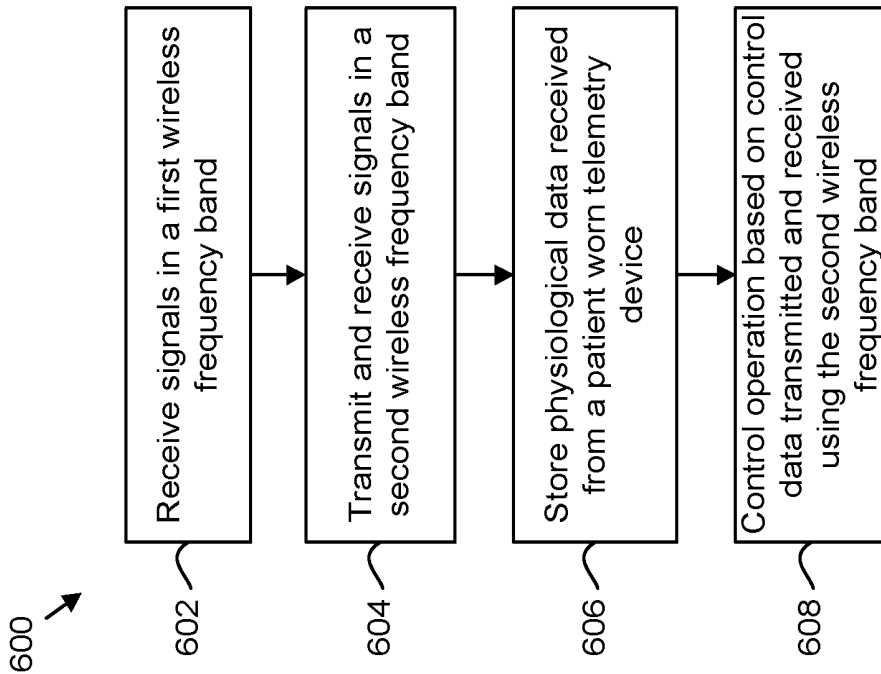 600
602
Receive signals in a first wireless
frequency band
604
Transmit and receive signals in a
second wireless frequency band
606
Store physiological data received
from a patient worn telemetry
device
608
Control operation based on control
data transmitted and received
using the second wireless
frequency band